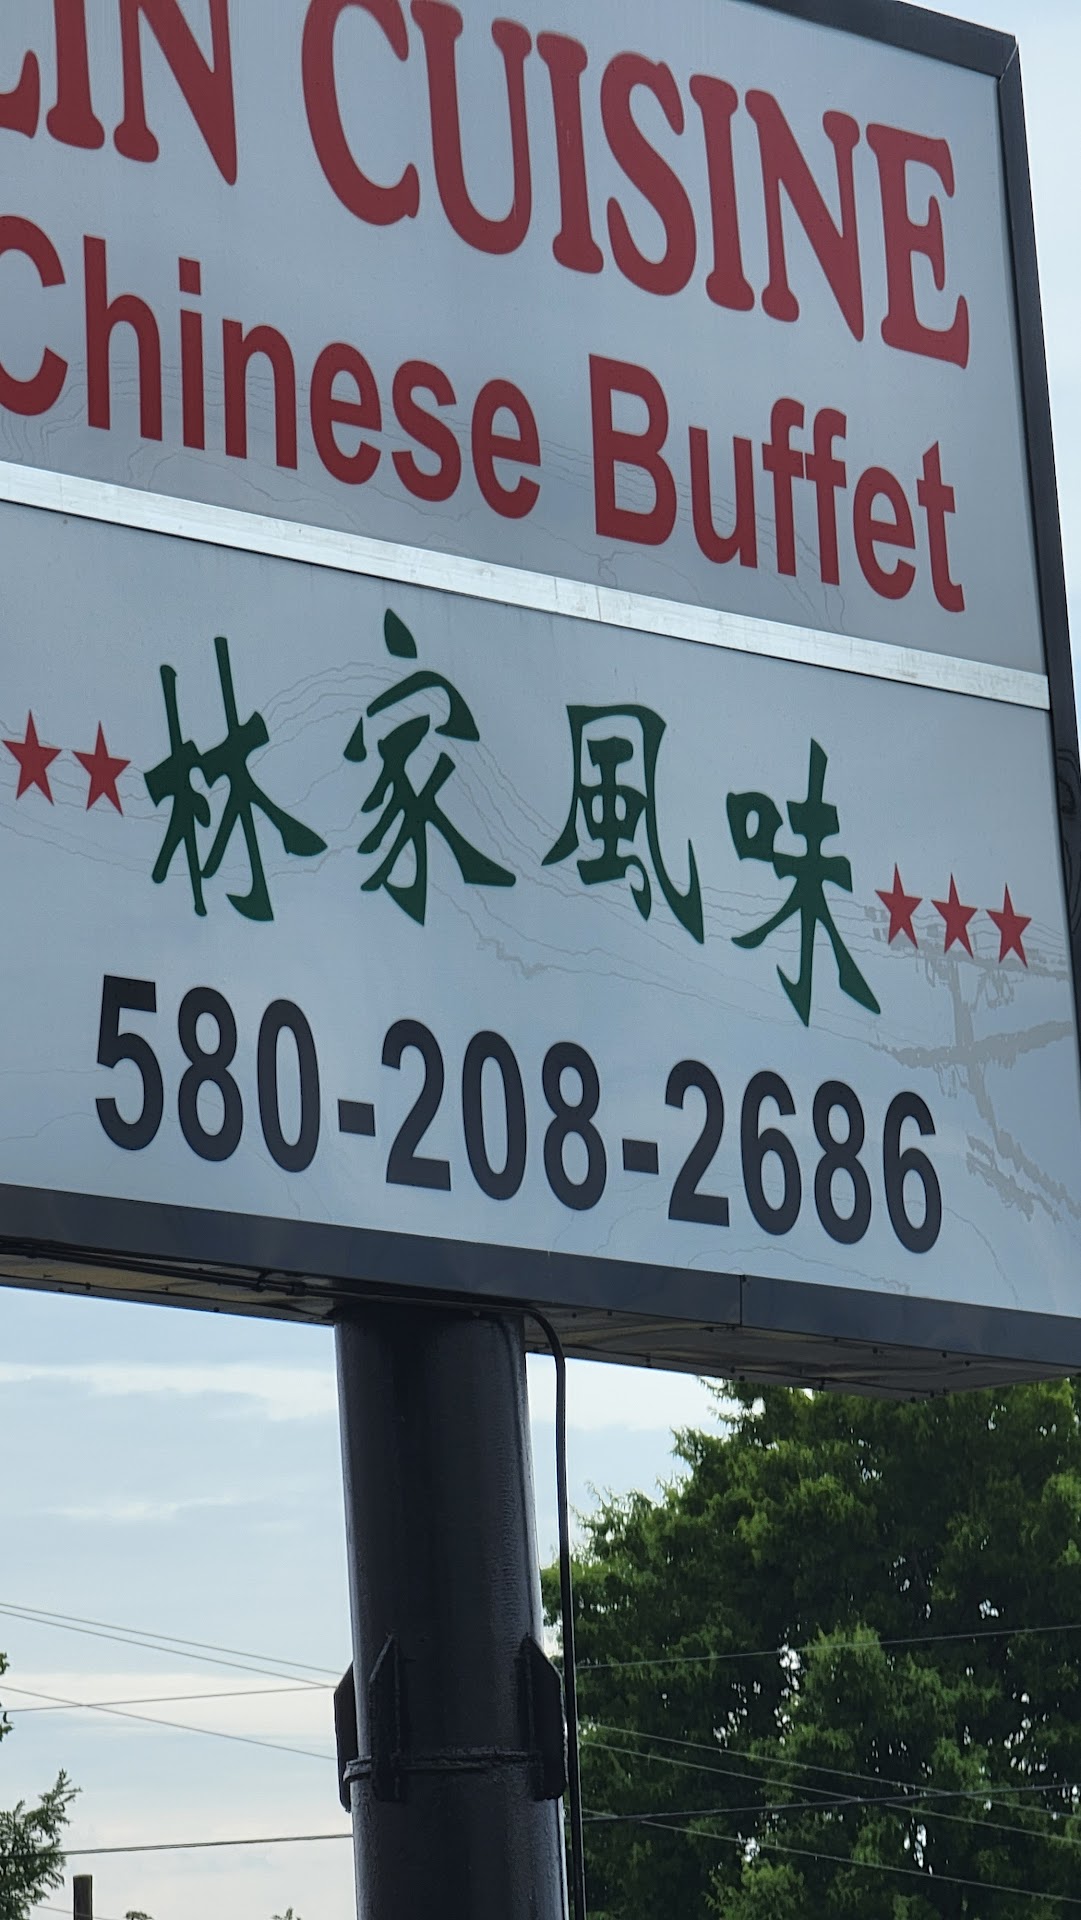 LIN CUISINE
Chinese Buffet
林家風味
580-208-2686